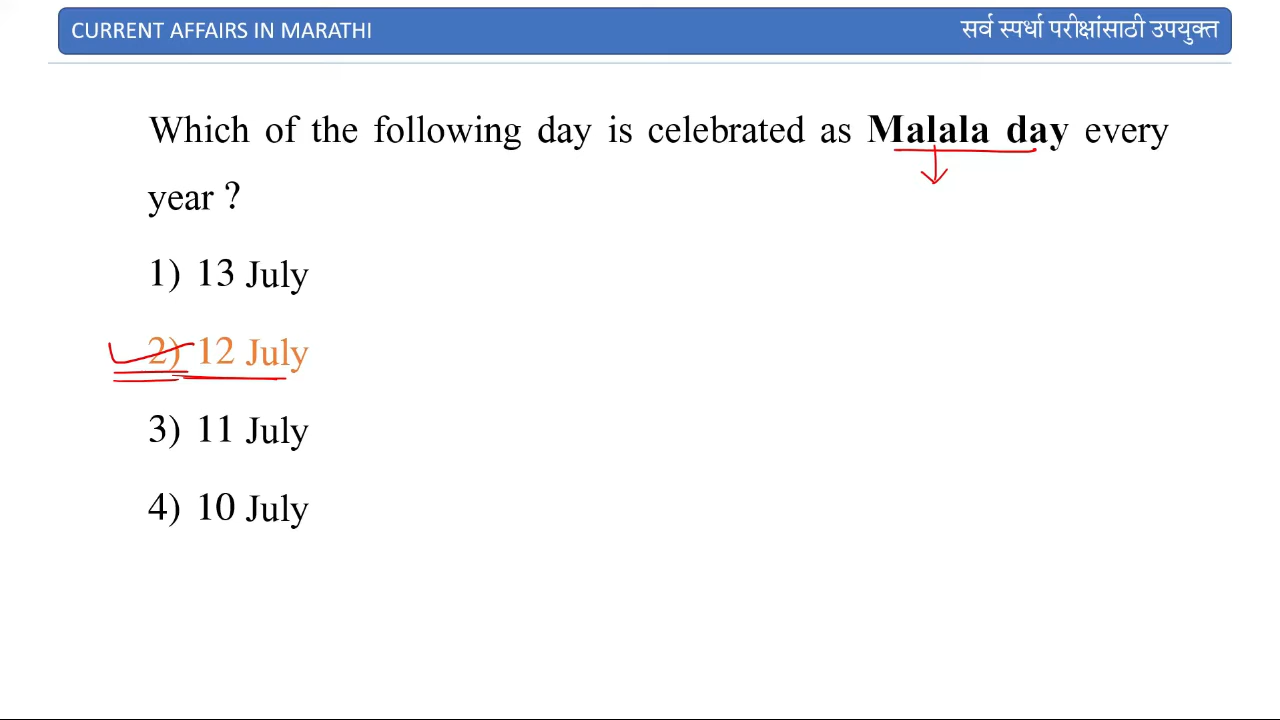 CURRENT AFFAIRS IN MARATHI
सर्व स्पर्धा परीक्षांसाठी उपयुक्त
Which of the following day is celebrated as Malala day every
year ?
1) 13 July
2) 12 July
3) 11 July
4) 10 July